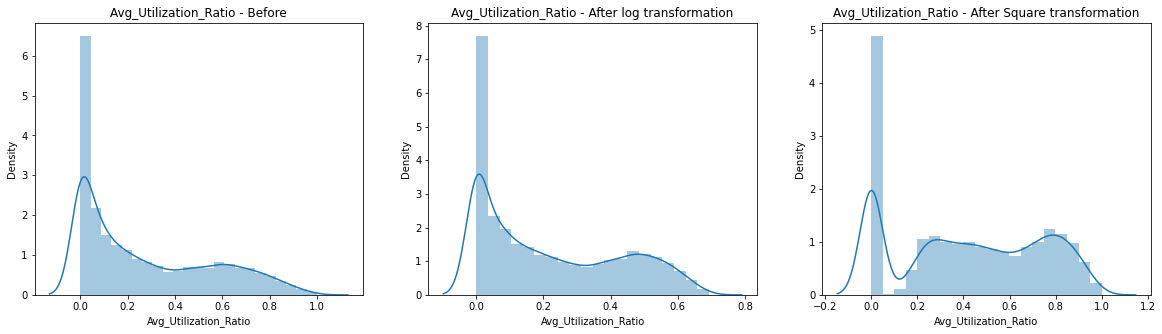 Avg_Utilization_Ratio - Before
Density
6
5
4
3
2
1
0
0.0 0.2 0.4 0.6 0.8 1.0
Avg_Utilization_Ratio
Avg_Utilization_Ratio - After log transformation
Density
8
7
6
5
4
3
2
1
0
0.0 0.2 0.4 0.6 0.8
Avg_Utilization_Ratio
Avg_Utilization_Ratio - After Square transformation
Density
5
4
3
2
1
0
−0.2 0.0 0.2 0.4 0.6 0.8 1.0 1.2
Avg_Utilization_Ratio